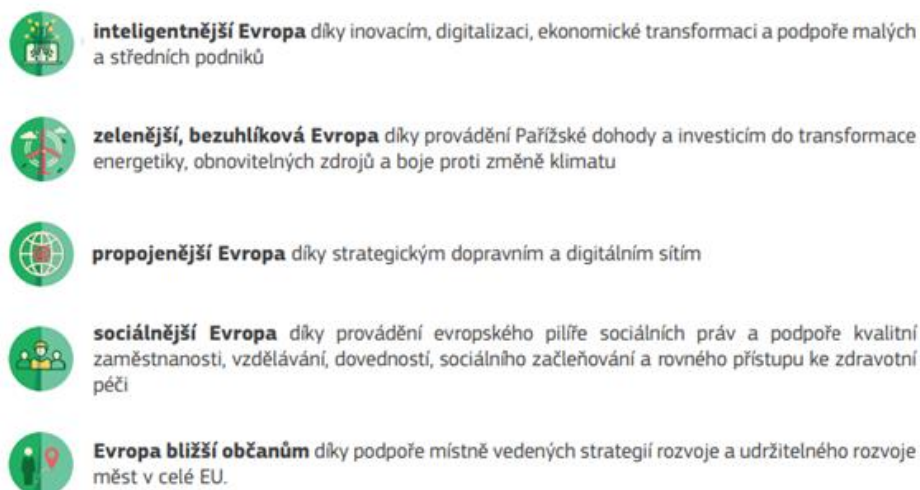 inteligentnější Evropa díky inovacím, digitalizaci, ekonomické transformaci a podpoře malých
a středních podniků
zelenější, bezuhlíková Evropa díky provádění Pařížské dohody a investicím do transformace
energetiky, obnovitelných zdrojů a boje proti změně klimatu
propojenější Evropa díky strategickým dopravním a digitálním sítím
sociálnější Evropa díky provádění evropského pilíře sociálních práv a podpoře kvalitní
zaměstnanosti, vzdělávání, dovedností, sociálního začleňování a rovného přístupu ke zdravotní
péči
Evropa bližší občanům díky podpoře místně vedených strategií rozvoje a udržitelného rozvoje
měst v celé EU.